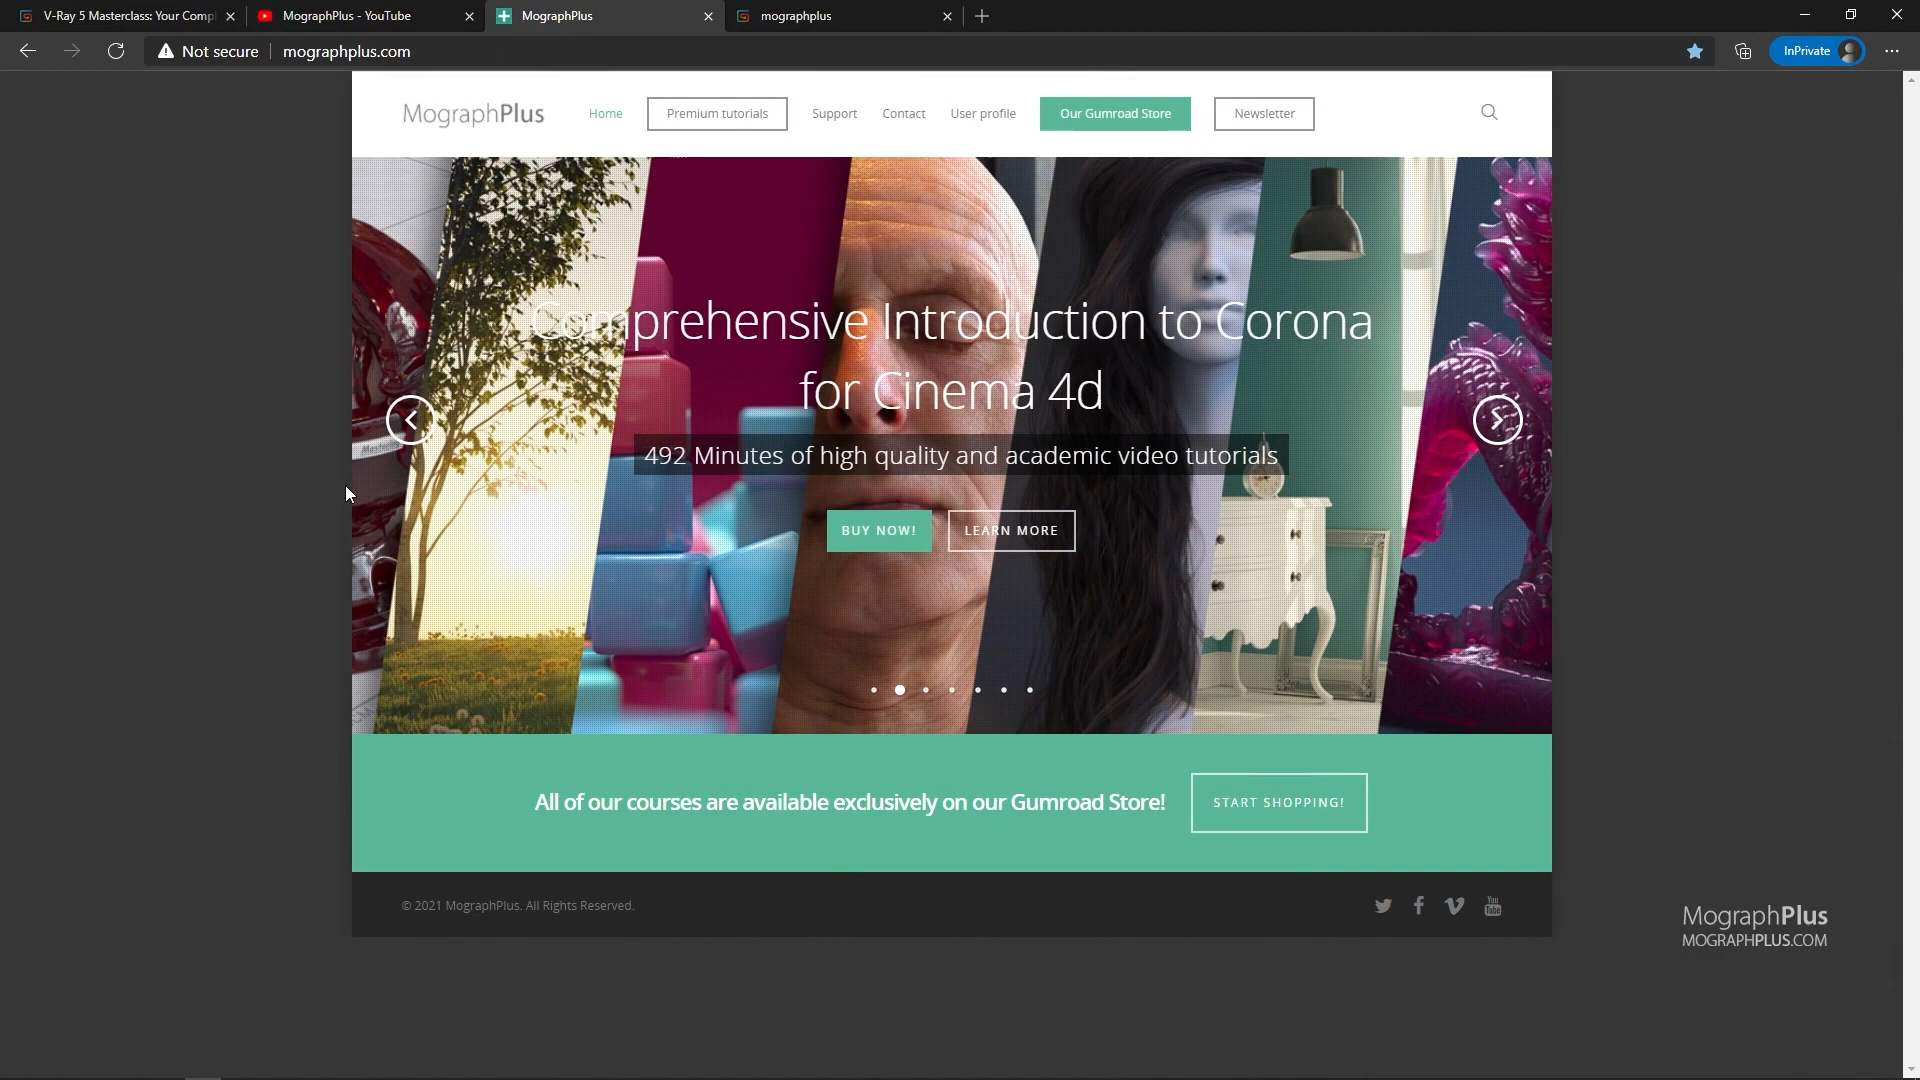 V-Ray 5 Masterclass: Your Compl
MographPlus - YouTube
MographPlus
mographplus
Not secure
mographplus.com
InPrivate
MographPlus
Home
Premium tutorials
Support
Contact
User profile
Our Gumroad Store
Newsletter
Comprehensive Introduction to Corona
for Cinema 4d
492 Minutes of high quality and academic video tutorials
BUY NOW!
LEARN MORE
All of our courses are available exclusively on our Gumroad Store!
START SHOPPING!
© 2021 MographPlus. All Rights Reserved.
You
Tube
MographPlus
MOGRAPHPLUS.COM